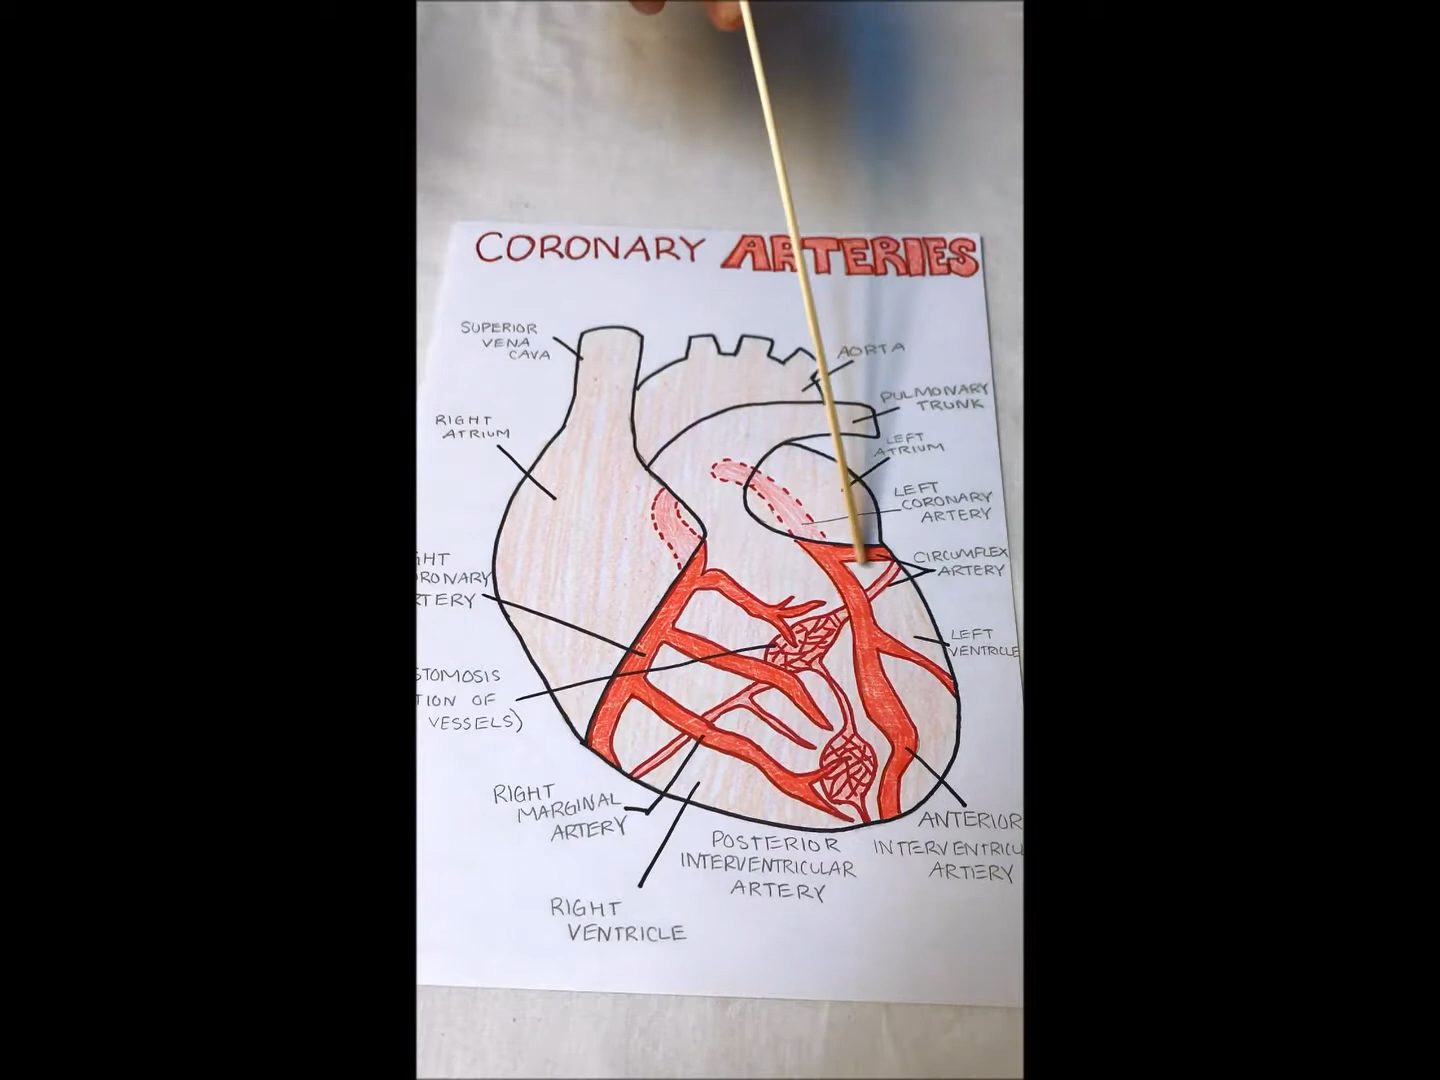 CORONARY ARTERIES
SUPERIOR
VENA
CAVA
AORTA
PULMONARY
TRUNK
RIGHT
ATRIUM
LEFT
ATRIUM
LEFT
CORONARY
ARTERY
CIRCUMFLEX
ARTERY
LEFT
VENTRICLE
VESSELS)
RIGHT
MARGINAL
ARTERY
POSTERIOR
INTERVENTRICULAR
ARTERY
ANTERIOR
ARTERY
RIGHT
VENTRICLE